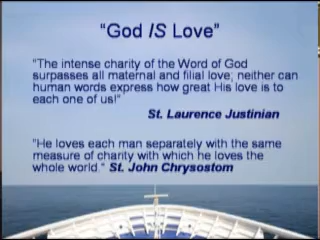 “God IS Love”
"The intense charity of the Word of God
surpasses all maternal and filial love; neither can
human words express how great His love is to
each one of us!"
St. Laurence Justinian
"He loves each man separately with the same
measure of charity with which he loves the
whole world." St. John Chrysostom